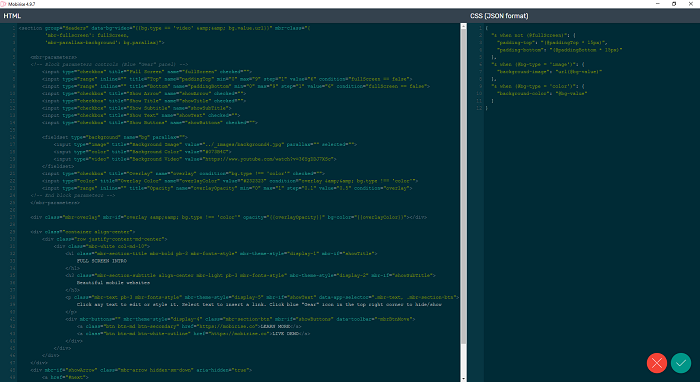 Mobirise 4.9.7
HTML
<section group="Headers" data-bg-video="{{bg.type == 'video' &amp;&amp; bg.value.url}}" mbr-class="{
'mbr-fullscreen': fullScreen,
'mbr-parallax-background': bg.parallax}">
<mbr-parameters>
<!-- Block parameters controls (Blue "Gear" panel) -->
<input type="checkbox" title="Full Screen" name="fullScreen" checked="">
<input type="range" inline="" title="Top" name="paddingTop" min="0" max="8" step="1" value="6" condition="fullScreen == false">
<input type="range" inline="" title="Bottom" name="paddingBottom" min="0" max="8" step="1" value="6" condition="fullScreen == false">
<input type="checkbox" title="Show Arrow" name="showArrow" checked="">
<input type="checkbox" title="Show Title" name="showTitle" checked="">
<input type="checkbox" title="Show Subtitle" name="showSubTitle">
<input type="checkbox" title="Show Text" name="showText" checked="">
<input type="checkbox" title="Show Buttons" name="showButtons" checked="">
<fieldset type="background" name="bg" parallax="">
<input type="image" title="Background Image" value="../_images/background4.jpg" parallax="" selected="">
<input type="color" title="Background Color" value=
<input type="video" title="Background Video" value=
</fieldset>
<input type="checkbox" title="Overlay" name="overlay" condition="bg.type !== 'color'" checked="">
<input type="color" title="Overlay Color" name="overlayColor" value="#232323" condition="overlay &amp;&amp; bg.type !== 'color'">
<input type="range" inline="" title="Opacity" name="overlayOpacity" min="0" max="1" step="0.1" value="0.5" condition="overlay">
<!-- End block parameters -->
</mbr-parameters>
<div class="mbr-overlay" mbr-if="overlay &amp;&amp; bg.type !== 'color'" opacity="{{overlayOpacity}}" bg-color="{{overlayColor}}"></div>
<div class="container align-center">
<div class="row justify-content-md-center">
<div class="mbr-white col-md-10">
<h1 class="mbr-section-title mbr-bold pb-3 mbr-fonts-style" mbr-theme-style="display-1" mbr-if="showTitle">
FULL SCREEN INTRO
</h1>
<h3 class="mbr-section-subtitle align-center mbr-light pb-3 mbr-fonts-style" mbr-theme-style="display-2" mbr-if="showSubTitle">
Beautiful mobile websites
</h3>
<p class="mbr-text pb-3 mbr-fonts-style" mbr-theme-style="display-5" mbr-if="showText" data-app-selector=".mbr-text, .mbr-section-btn">
Click any text to edit or style it. Select text to insert a link. Click blue "Gear" icon in the top right corner to hide/show
</p>
<div mbr-buttons="" mbr-theme-style="display-4" class="mbr-section-btn" mbr-if="showButtons" data-toolbar="-mbrBtnMove">
<a class="btn btn-md btn-secondary" href="https://mobirise.co">LEARN MORE</a>
<a class="btn btn-md btn-white-outline" href="https://mobirise.co">LIVE DEMO</a>
</div>
</div>
</div>
</div>
<div mbr-if="showArrow" class="mbr-arrow hidden-sm-down" aria-hidden="true">
<a href="#next">
CSS (JSON format)
{
"& when not (@fullScreen)": {
"padding-top": "(@paddingTop * 15px)",
"padding-bottom": "(@paddingBottom * 15px)"
},
"& when (@bg-type = 'image')": {
"background-image": "url(@bg-value)"
},
"& when (@bg-type = 'color')": {
"background-color": "@bg-value"
}
}